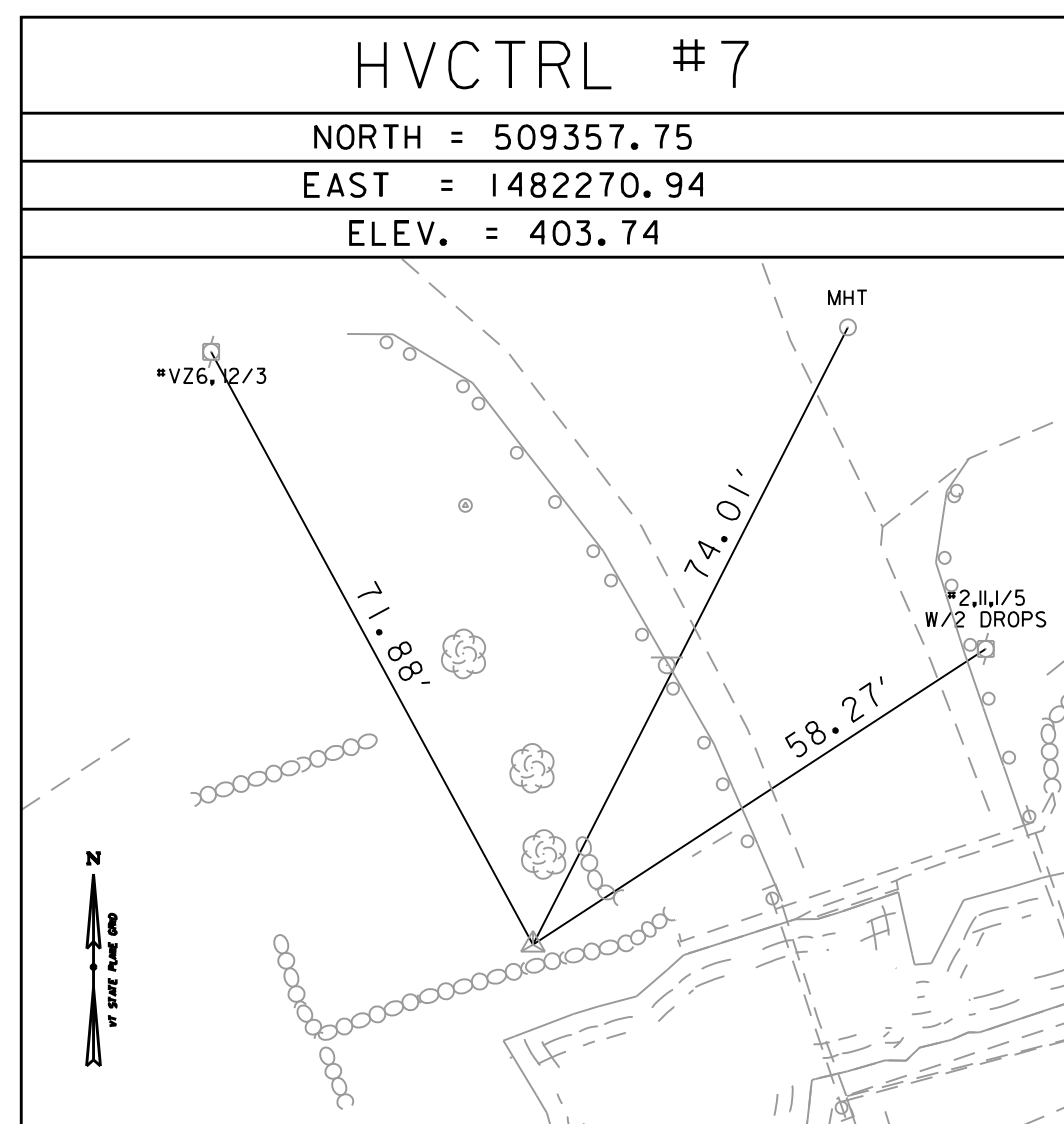 HVCTRL #7
NORTH = 509357.75
EAST = 1482270.94
ELEV. = 403.74
MHT
#VZ6, 12/3
74.01'
71.88'
#2,11,1/5
W/2 DROPS
58.27'
N
VT STATE PLANE GRID